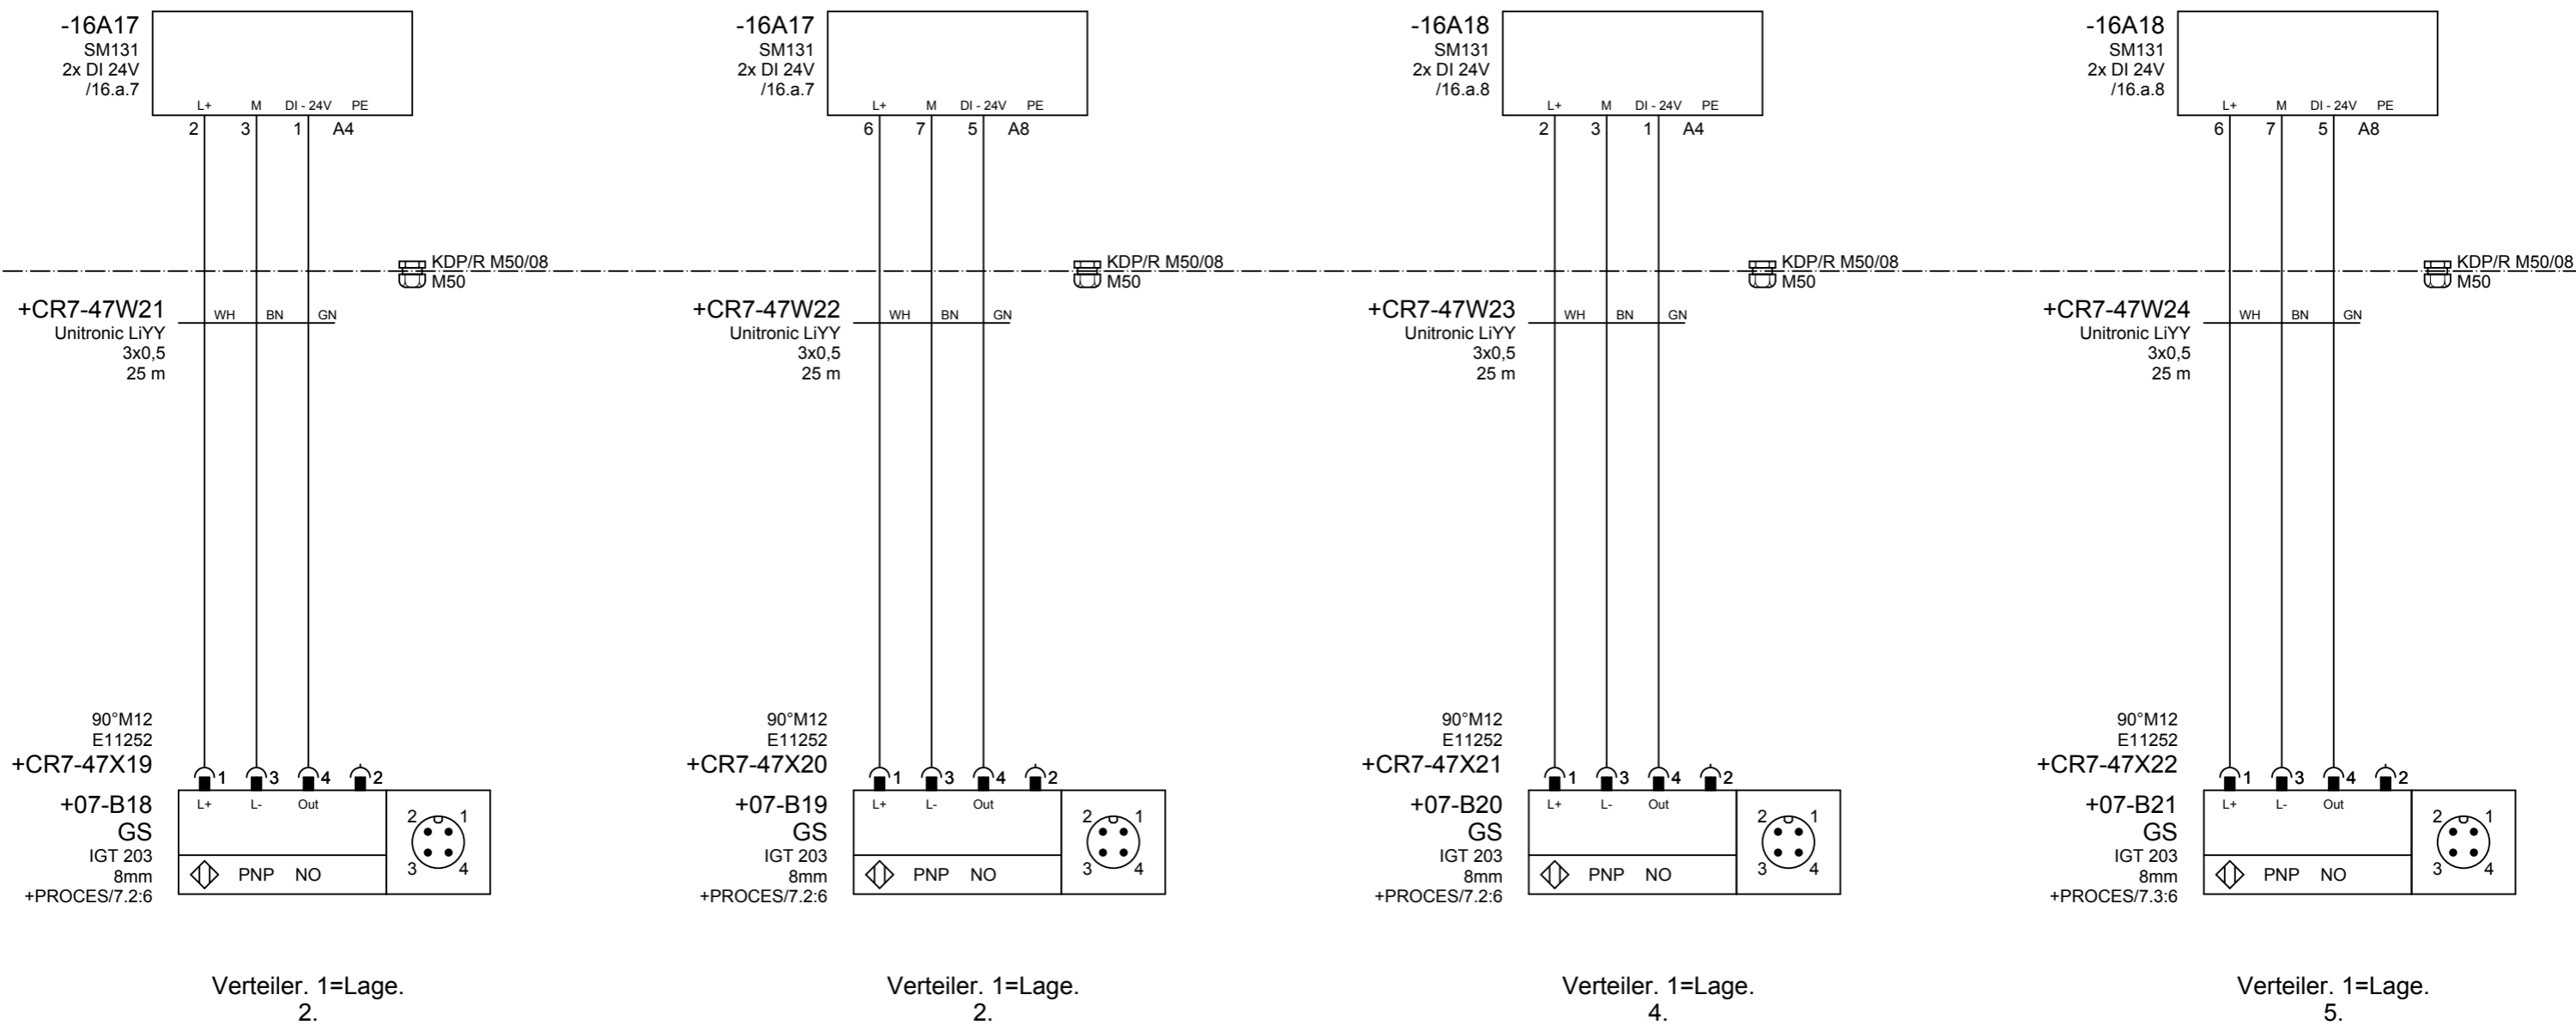 -16A17
SM131
2x DI 24V
/16.a.7
L+ M DI - 24V PE
2 3 1 A4
KDP/R M50/08
M50
+CR7-47W21
WH BN GN
Unitronic LiYY
3x0,5
25 m
90°M12
E11252
+CR7-47X19
1 3 4 2
+07-B18
L+ L- Out
GS
IGT 203
8mm
+PROCES/7.2:6
PNP NO
2 1
3 4
Verteiler. 1=Lage.
2.
-16A17
SM131
2x DI 24V
/16.a.7
L+ M DI - 24V PE
6 7 5 A8
KDP/R M50/08
M50
+CR7-47W22
WH BN GN
Unitronic LiYY
3x0,5
25 m
90°M12
E11252
+CR7-47X20
1 3 4 2
+07-B19
L+ L- Out
GS
IGT 203
8mm
+PROCES/7.2:6
PNP NO
2 1
3 4
Verteiler. 1=Lage.
2.
-16A18
SM131
2x DI 24V
/16.a.8
L+ M DI - 24V PE
2 3 1 A4
KDP/R M50/08
M50
+CR7-47W23
WH BN GN
Unitronic LiYY
3x0,5
25 m
90°M12
E11252
+CR7-47X21
1 3 4 2
+07-B20
L+ L- Out
GS
IGT 203
8mm
+PROCES/7.2:6
PNP NO
2 1
3 4
Verteiler. 1=Lage.
4.
-16A18
SM131
2x DI 24V
/16.a.8
L+ M DI - 24V PE
6 7 5 A8
KDP/R M50/08
M50
+CR7-47W24
WH BN GN
Unitronic LiYY
3x0,5
25 m
90°M12
E11252
+CR7-47X22
1 3 4 2
+07-B21
L+ L- Out
GS
IGT 203
8mm
+PROCES/7.3:6
PNP NO
2 1
3 4
Verteiler. 1=Lage.
5.